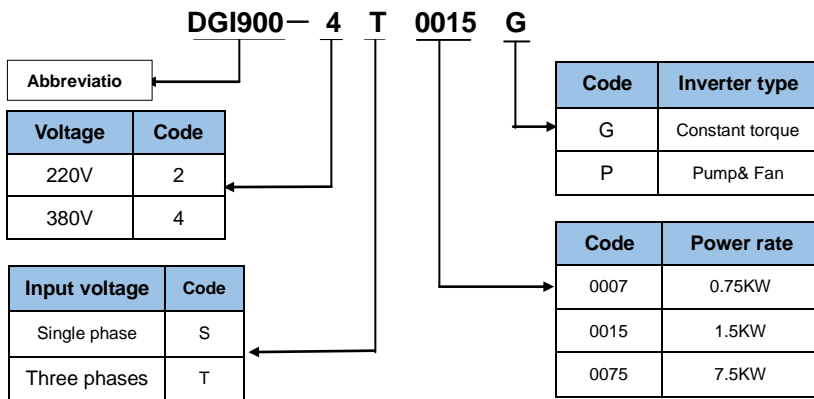 DGI900－ 4 T 0015 G
Abbreviatio
Voltage Code
220V 2
380V 4
Input voltage Code
Single phase S
Three phases T
Code Inverter type
G Constant torque
P Pump& Fan
Code Power rate
0007 0.75KW
0015 1.5KW
0075 7.5KW